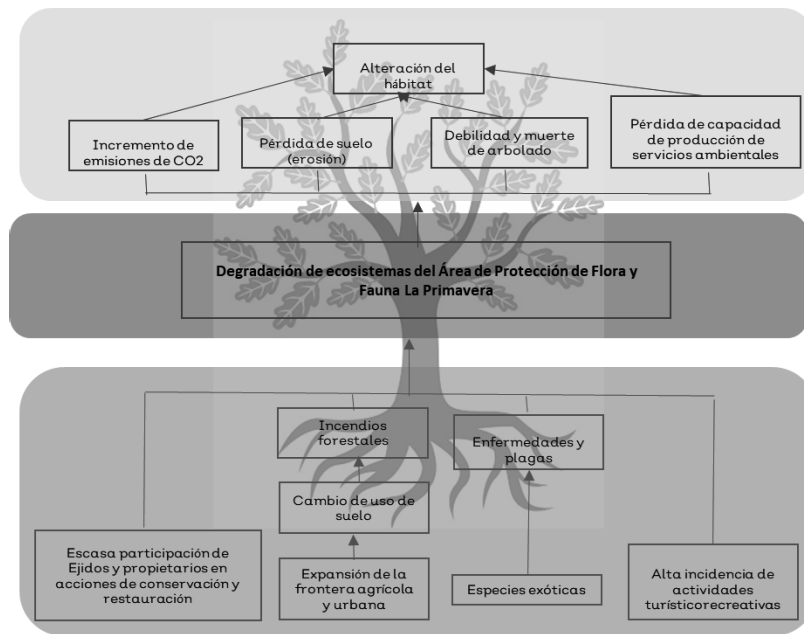 Alteración del
hábitat
Incremento de
emisiones de CO2
Pérdida de suelo
(erosión)
Debilidad y muerte
de arbolado
Pérdida de capacidad
de producción de
servicios ambientales
Degradación de ecosistemas del Área de Protección de Flora y
Fauna La Primavera
Incendios
forestales
Enfermedades y
plagas
Cambio de uso de
suelo
Escasa participación de
Ejidos y propietarios en
acciones de conservación y
restauración
Expansión de la
frontera agrícola y
urbana
Especies exóticas
Alta incidencia de
actividades
turísticorecreativas